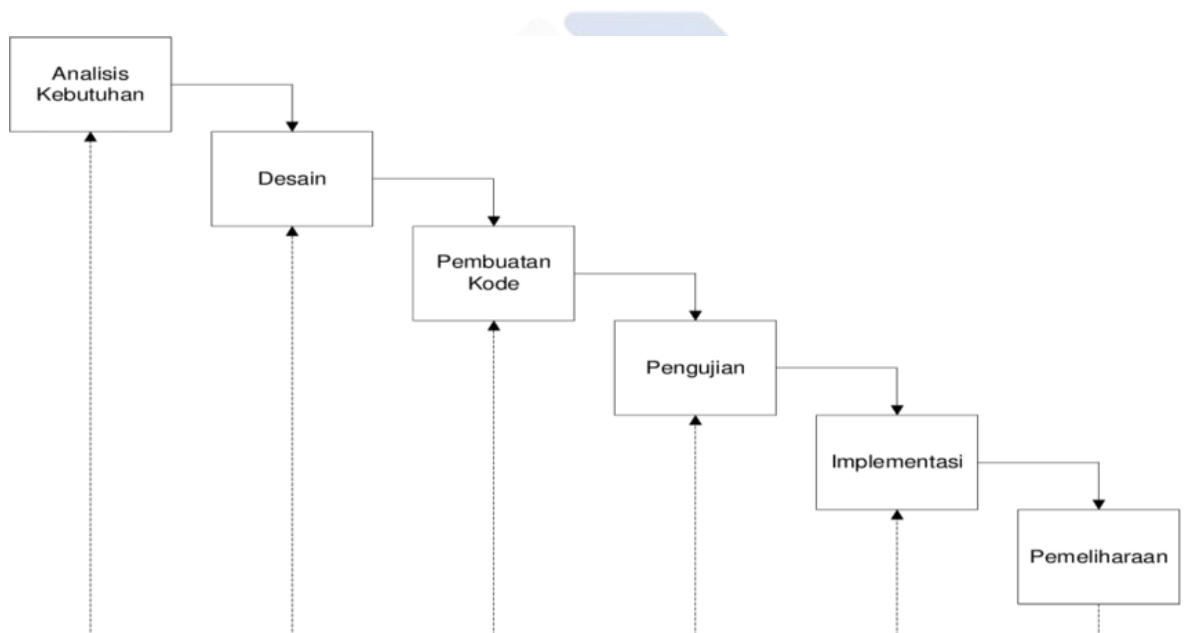 Analisis
Kebutuhan
Desain
Pembuatan
Kode
Pengujian
Implementasi
Pemeliharaan